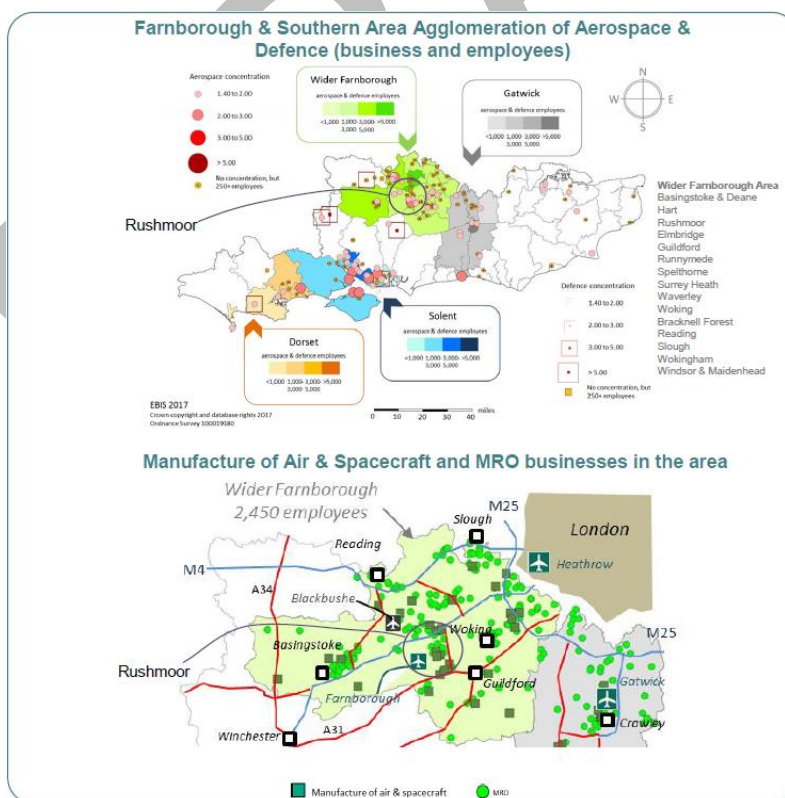 Farnborough & Southern Area Agglomeration of Aerospace &
Defence (business and employees)
Aerospace concentration
1.40 to 2.00
2.00 to 3.00
3.00 to 5.00
> 5.00
No concentration, but
250+ employees
Wider Farnborough
aerospace & defence employees
<1,000 1,000- 3,000- >5,000
3,000 5,000
Gatwick
aerospace & defence employees
<1,000 1,000- 3,000- >5,000
3,000 5,000
N
W E
S
Rushmoor
Wider Farnborough Area
Basingstoke & Deane
Hart
Rushmoor
Elmbridge
Guildford
Runnymede
Spelthorne
Surrey Heath
Waverley
Woking
Bracknell Forest
Reading
Slough
Wokingham
Windsor & Maidenhead
Defence concentration
1.40 to 2.00
2.00 to 3.00
3.00 to 5.00
> 5.00
No concentration, but
250+ employees
Dorset
aerospace & defence employees
<1,000 1,000- 3,000- >5,000
3,000 5,000
Solent
aerospace & defence employees
<1,000 1,000- 3,000- >5,000
3,000 5,000
EBIS 2017
Crown copyright and database rights 2017
Ordnance Survey 100019180
0 10 20 30 40
miles
Manufacture of Air & Spacecraft and MRO businesses in the area
Wider Farnborough
2,450 employees
M25
Slough
London
Reading
Heathrow
M4
A34
Blackbushe
Woking
M25
Basingstoke
Rushmoor
Gatwick
Farnborough
Guildford
Crawley
Winchester
A31
Manufacture of air & spacecraft
MRO